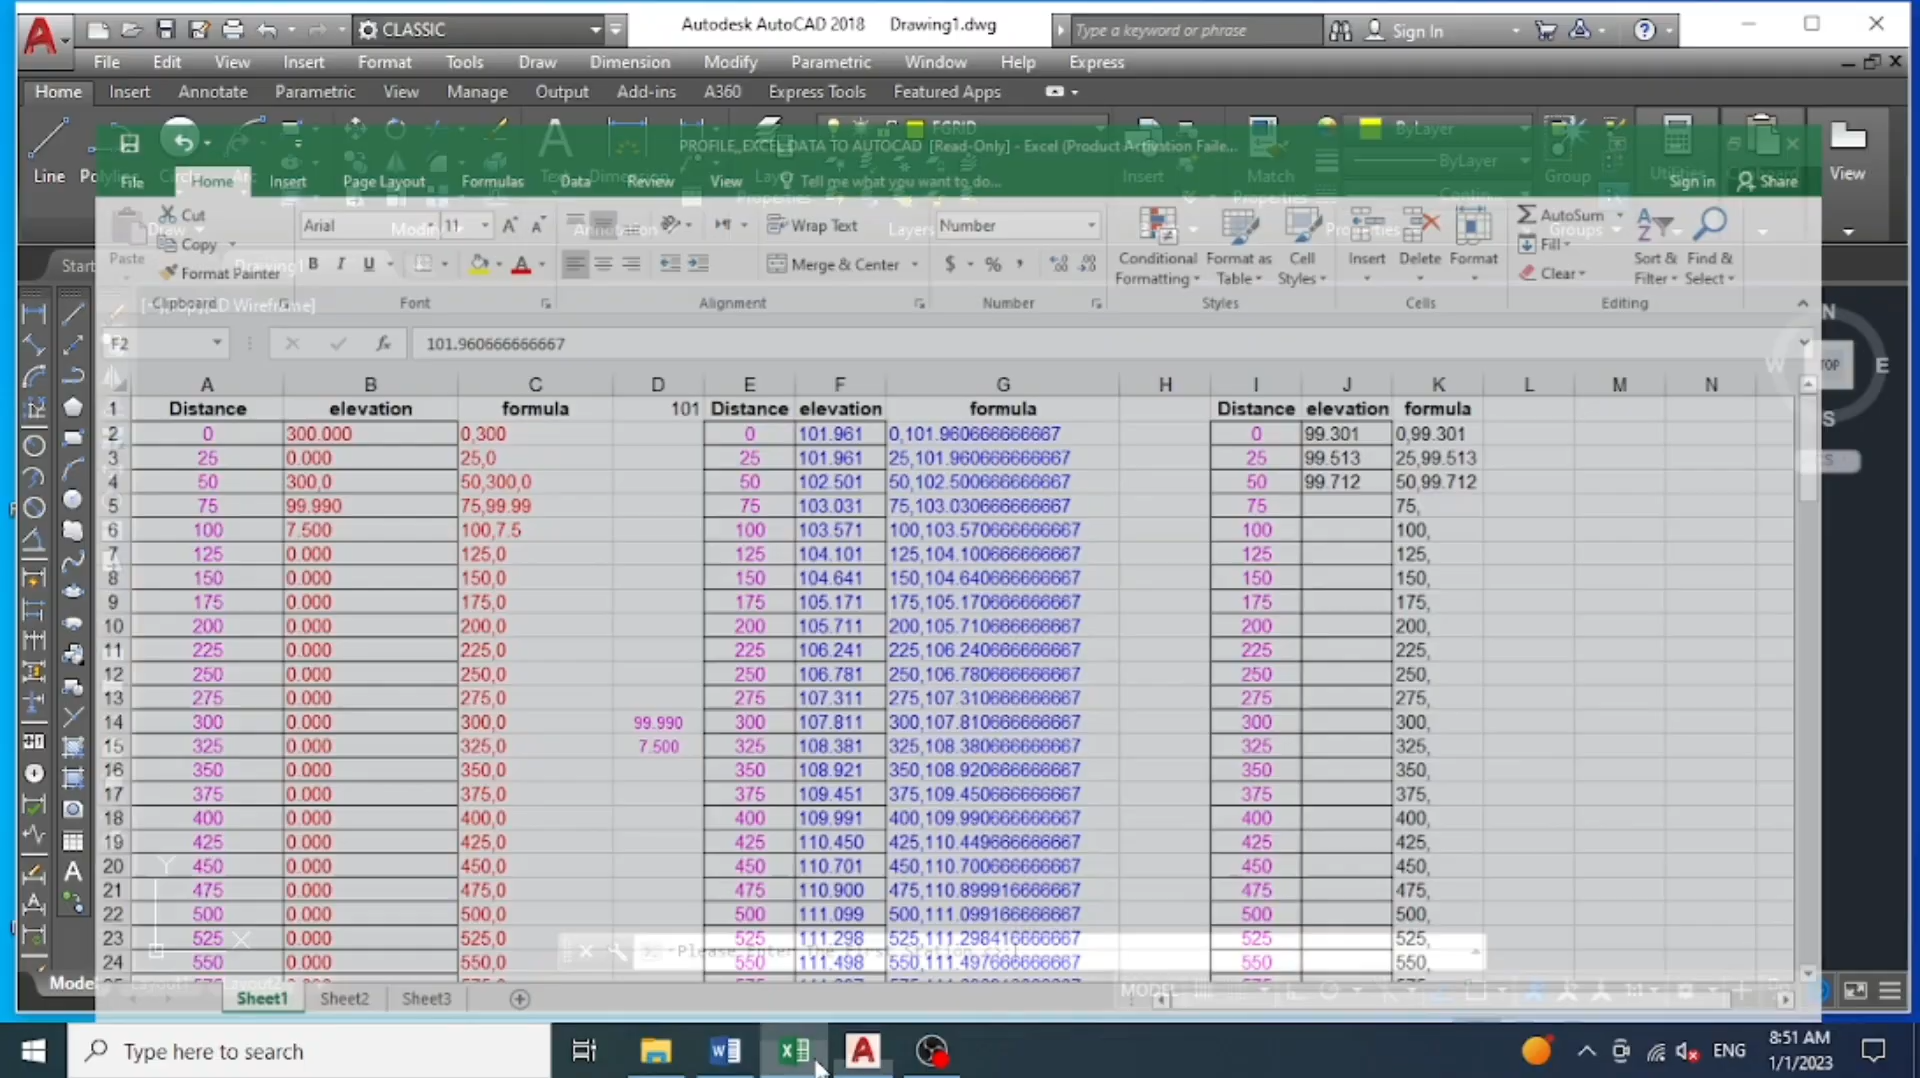 CLASSIC
Autodesk AutoCAD 2018 Drawing1.dwg
Type a keyword or phrase
Sign In
File Edit View Insert Format Tools Draw Dimension Modify Parametric Window Help Express
Home Insert Annotate Parametric View Manage Output Add-ins A360 Express Tools Featured Apps
FGRID
ByLayer
PROFILE_EXCEL DATA TO AUTOCAD [Read-Only] - Excel (Product Activation Faile...
Line
Insert
Match
ByLayer
Group
View
File Home Insert Page Layout Formulas Data Review View Tell me what you want to do...
Sign in Share
Cut
Copy
Format Painter
Paste
Draw
Arial 11
Wrap Text
Merge & Center
Number
Conditional Formatting
Format as Table
Cell Styles
Insert Delete Format
AutoSum
Fill
Clear
Sort & Filter
Find & Select
Clipboard Font Alignment Number Styles Cells Editing
Start
N
W TOP E
S
F2 fx 101.960666666667
A B C D E F G H I J K L M N
1 Distance elevation formula 101 Distance elevation formula Distance elevation formula
2 0 300.000 0,300 0 101.961 0,101.960666666667 0 99.301 0,99.301
3 25 0.000 25,0 25 101.961 25,101.960666666667 25 99.513 25,99.513
4 50 300,0 50,300,0 50 102.501 50,102.500666666667 50 99.712 50,99.712
5 75 99.990 75,99.99 75 103.031 75,103.030666666667 75 75,
6 100 7.500 100,7.5 100 103.571 100,103.570666666667 100 100,
7 125 0.000 125,0 125 104.101 125,104.100666666667 125 125,
8 150 0.000 150,0 150 104.641 150,104.640666666667 150 150,
9 175 0.000 175,0 175 105.171 175,105.170666666667 175 175,
10 200 0.000 200,0 200 105.711 200,105.710666666667 200 200,
11 225 0.000 225,0 225 106.241 225,106.240666666667 225 225,
12 250 0.000 250,0 250 106.781 250,106.780666666667 250 250,
13 275 0.000 275,0 275 107.311 275,107.310666666667 275 275,
14 300 0.000 300,0 99.990 300 107.811 300,107.810666666667 300 300,
15 325 0.000 325,0 7.500 325 108.381 325,108.380666666667 325 325,
16 350 0.000 350,0 350 108.921 350,108.920666666667 350 350,
17 375 0.000 375,0 375 109.451 375,109.450666666667 375 375,
18 400 0.000 400,0 400 109.991 400,109.990666666667 400 400,
19 425 0.000 425,0 425 110.450 425,110.449666666667 425 425,
20 450 0.000 450,0 450 110.701 450,110.700666666667 450 450,
21 475 0.000 475,0 475 110.900 475,110.899916666667 475 475,
22 500 0.000 500,0 500 111.099 500,111.099166666667 500 500,
23 525 0.000 525,0 525 111.298 525,111.298416666667 525 525,
24 550 0.000 550,0 550 111.498 550,111.497666666667 550 550,
Y
X
Model
MODEL
1:1
Sheet1 Sheet2 Sheet3
Type here to search
ENG
8:51 AM
1/1/2023